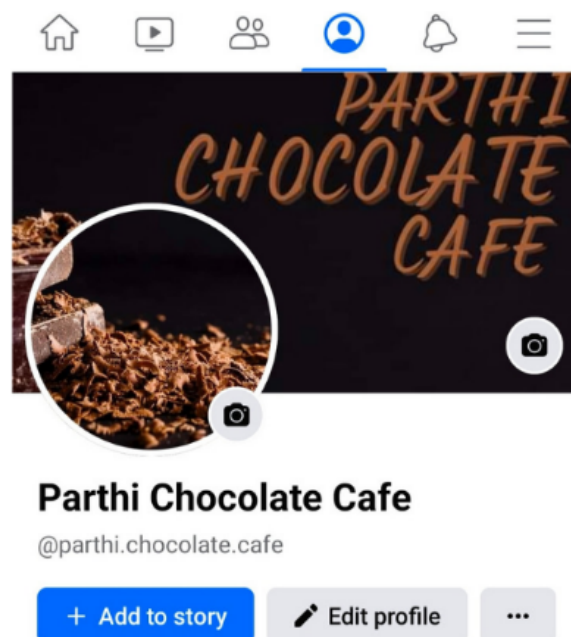 PARTHI
CHOCOLATE
CAFE
Parthi Chocolate Cafe
@parthi.chocolate.cafe
+ Add to story
Edit profile
...